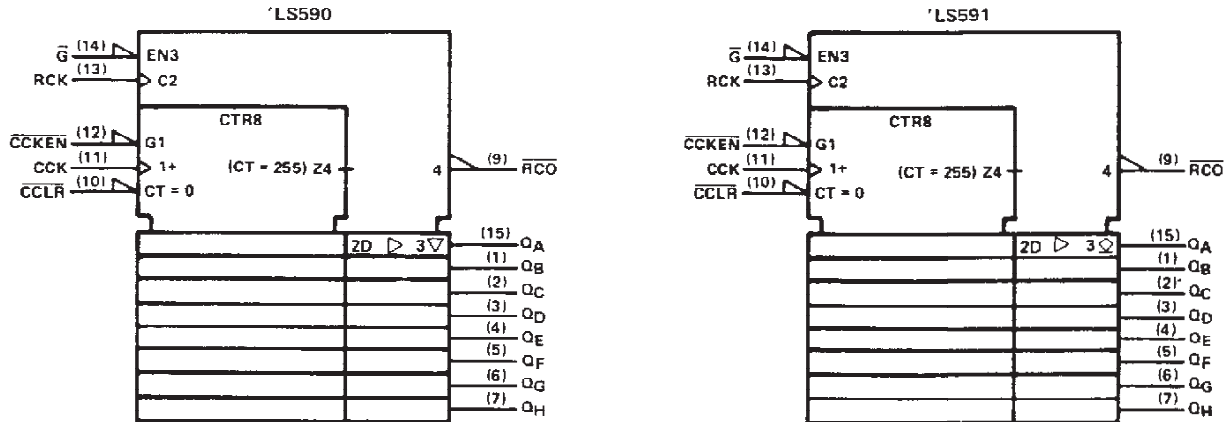 'LS590
G̅ (14) EN3
RCK (13) C2
CTR8
C̅C̅K̅E̅N̅ (12) G1
CCK (11) 1+ (CT = 255) Z4 4 (9) R̅C̅O̅
C̅C̅L̅R̅ (10) CT = 0
2D ▷ 3▽ (15) QA
(1) QB
(2) QC
(3) QD
(4) QE
(5) QF
(6) QG
(7) QH
'LS591
G̅ (14) EN3
RCK (13) C2
CTR8
C̅C̅K̅E̅N̅ (12) G1
CCK (11) 1+ (CT = 255) Z4 4 (9) R̅C̅O̅
C̅C̅L̅R̅ (10) CT = 0
2D ▷ 3◇ (15) QA
(1) QB
(2) QC
(3) QD
(4) QE
(5) QF
(6) QG
(7) QH